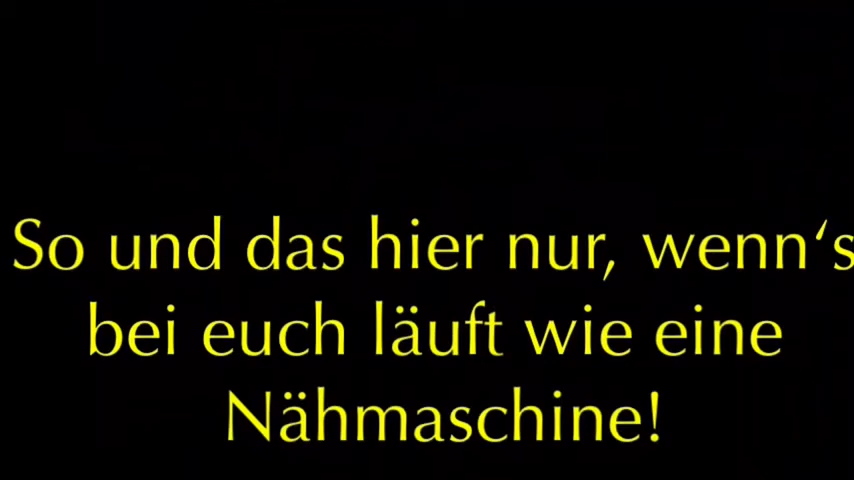 So und das hier nur, wenn‘s
bei euch läuft wie eine
Nähmaschine!